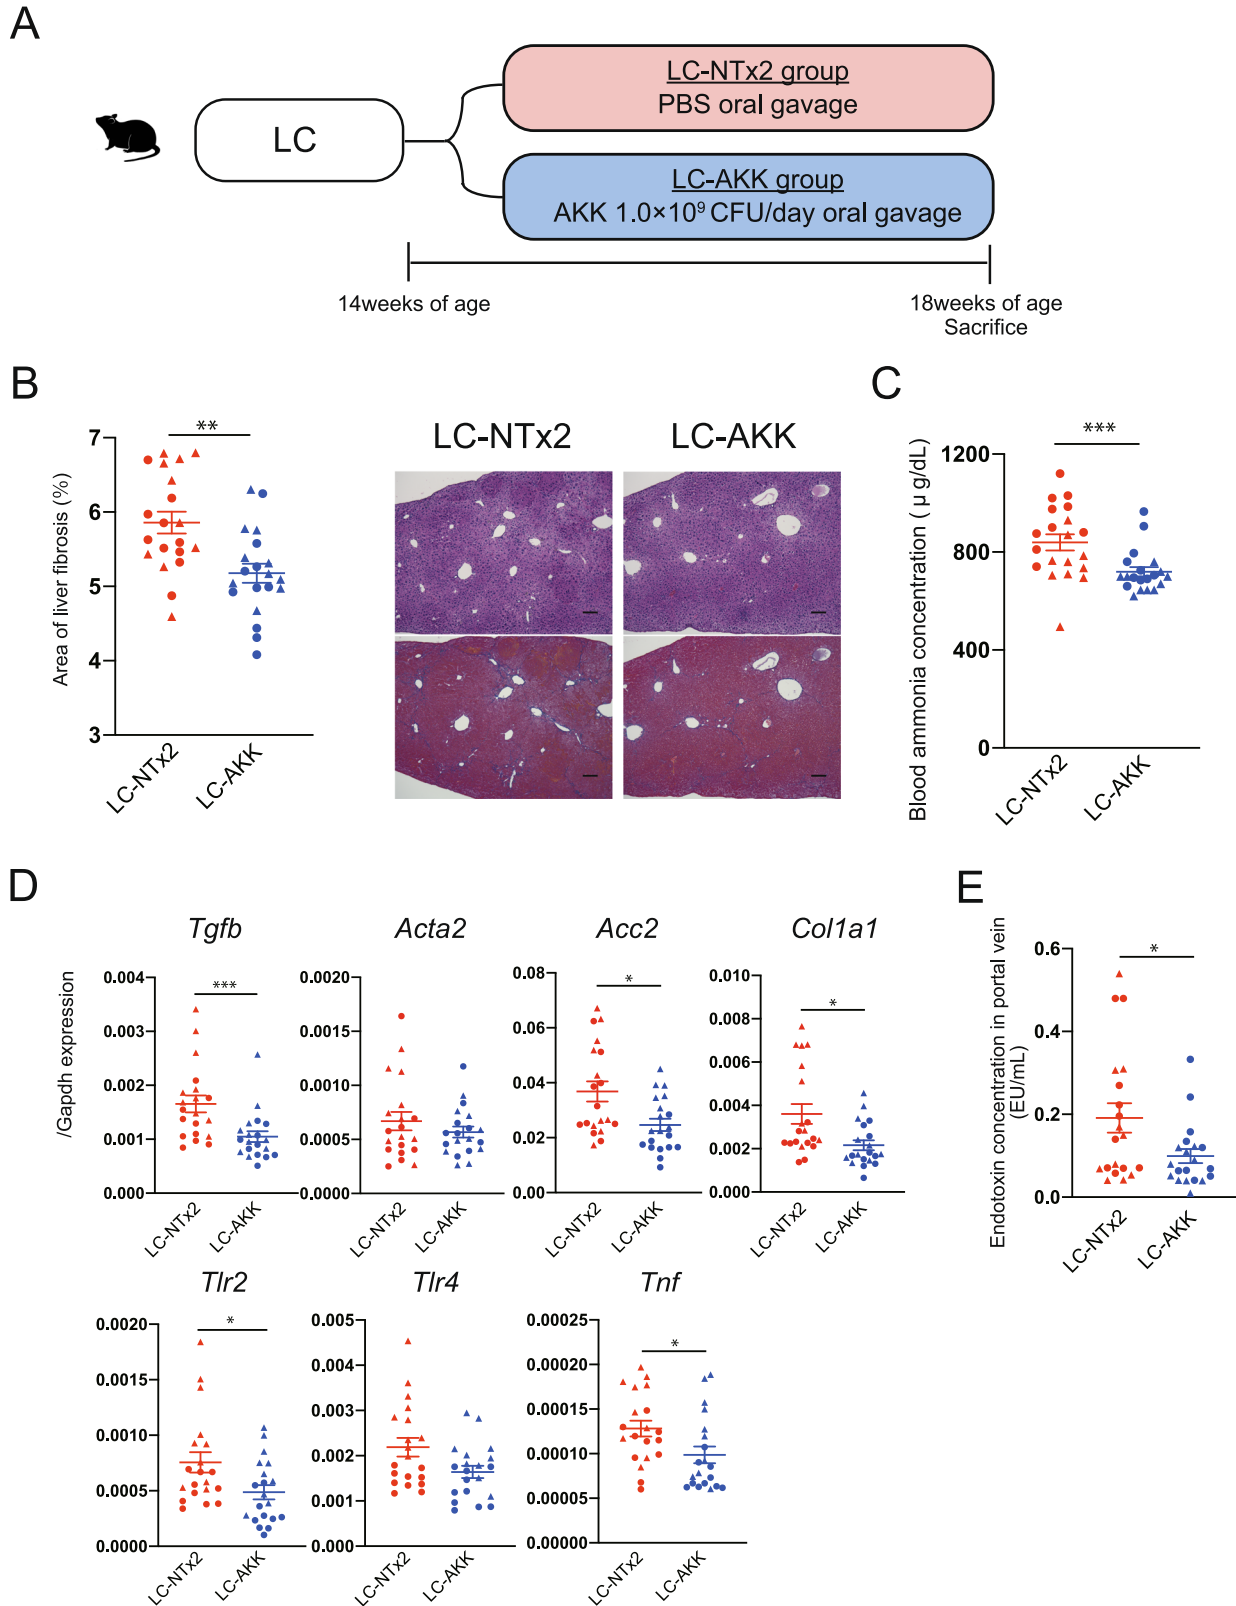 A
LC
LC-NTx2 group
PBS oral gavage
LC-AKK group
AKK 1.0×10⁹ CFU/day oral gavage
14weeks of age
18weeks of age
Sacrifice
B
Area of liver fibrosis (%)
7
6
5
4
3
**
LC-NTx2
LC-AKK
LC-NTx2
LC-AKK
C
Blood ammonia concentration ( μ g/dL)
1200
800
400
0
***
LC-NTx2
LC-AKK
D
/Gapdh expression
Tgfb
0.004
0.003
0.002
0.001
0.000
***
LC-NTx2
LC-AKK
Acta2
0.0020
0.0015
0.0010
0.0005
0.0000
LC-NTx2
LC-AKK
Acc2
0.08
0.06
0.04
0.02
0.00
*
LC-NTx2
LC-AKK
Col1a1
0.010
0.008
0.006
0.004
0.002
0.000
*
LC-NTx2
LC-AKK
E
Endotoxin concentration in portal vein
(EU/mL)
0.6
0.4
0.2
0.0
*
LC-NTx2
LC-AKK
Tlr2
0.0020
0.0015
0.0010
0.0005
0.0000
*
LC-NTx2
LC-AKK
Tlr4
0.005
0.004
0.003
0.002
0.001
0.000
LC-NTx2
LC-AKK
Tnf
0.00025
0.00020
0.00015
0.00010
0.00005
0.00000
*
LC-NTx2
LC-AKK